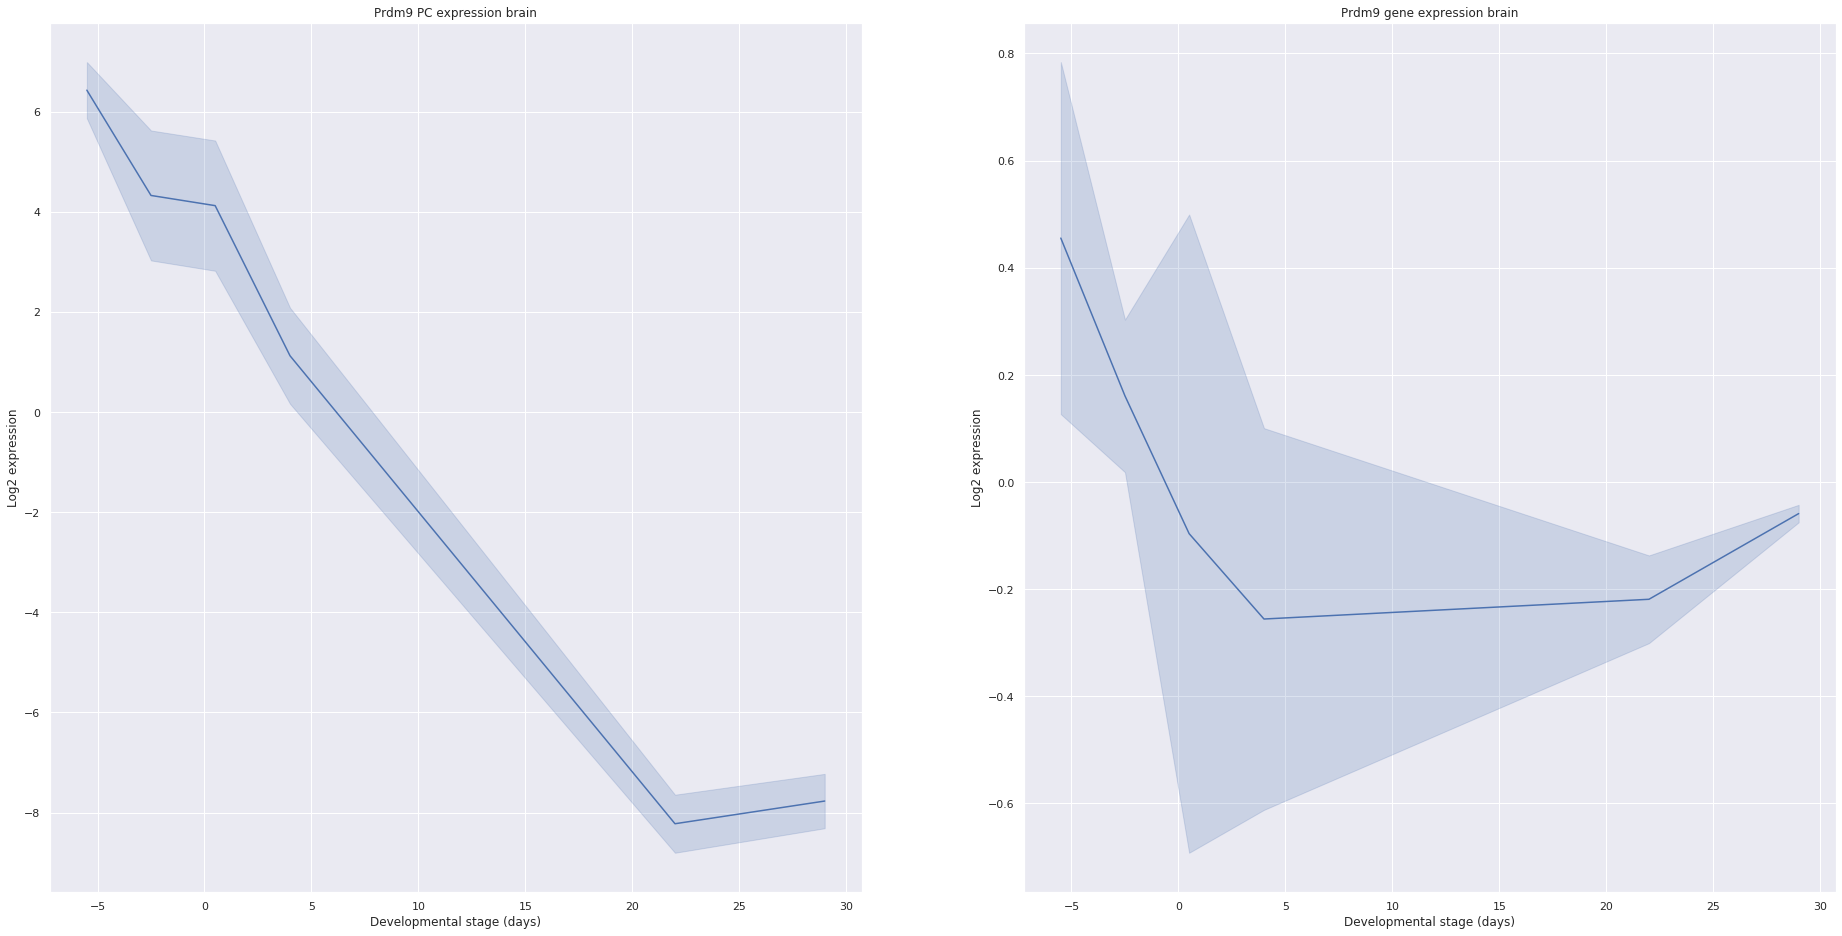 Prdm9 PC expression brain
Log2 expression
6
4
2
0
−2
−4
−6
−8
−5 0 5 10 15 20 25 30
Developmental stage (days)
Prdm9 gene expression brain
Log2 expression
0.8
0.6
0.4
0.2
0.0
−0.2
−0.4
−0.6
−5 0 5 10 15 20 25 30
Developmental stage (days)